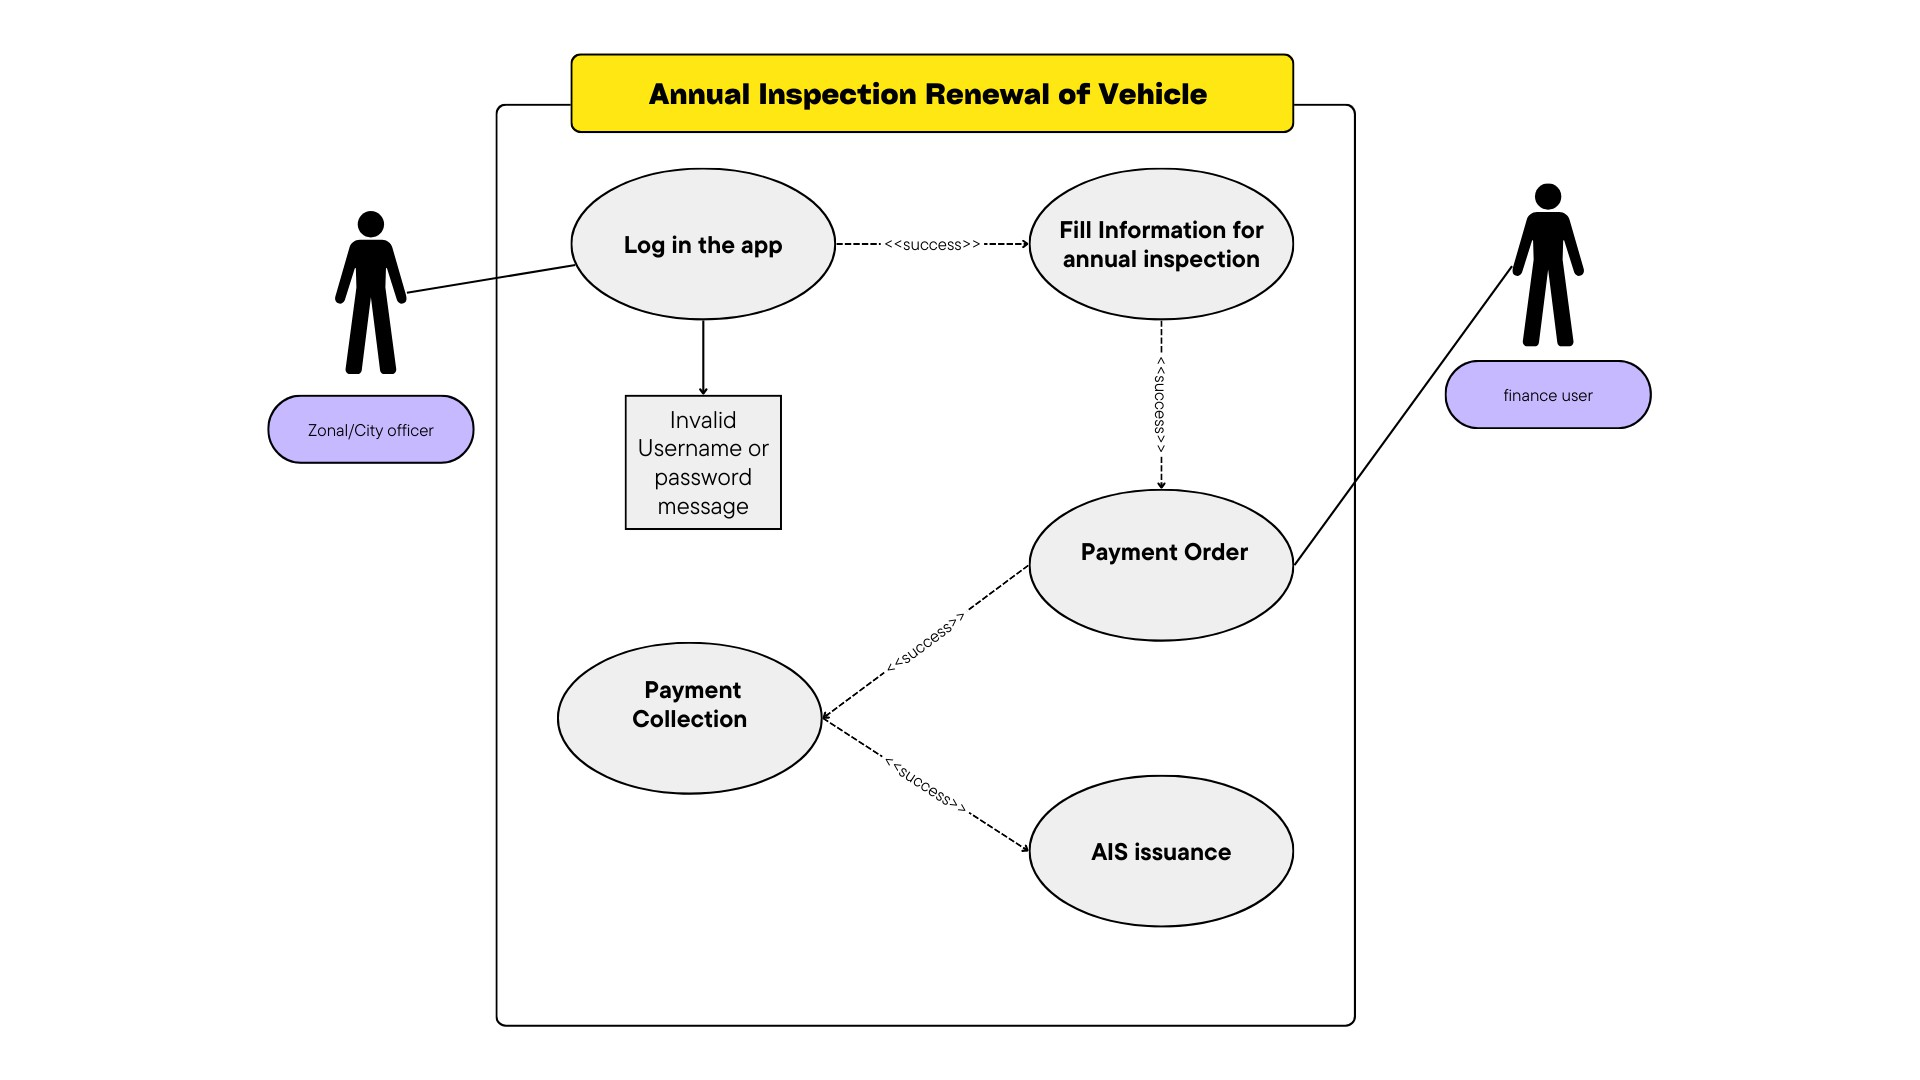 Annual Inspection Renewal of Vehicle
Log in the app
<<success>>
Fill Information for
annual inspection
Zonal/City officer
finance user
Invalid
Username or
password
message
<<success>>
Payment Order
<<success>>
Payment
Collection
<<success>>
AIS issuance